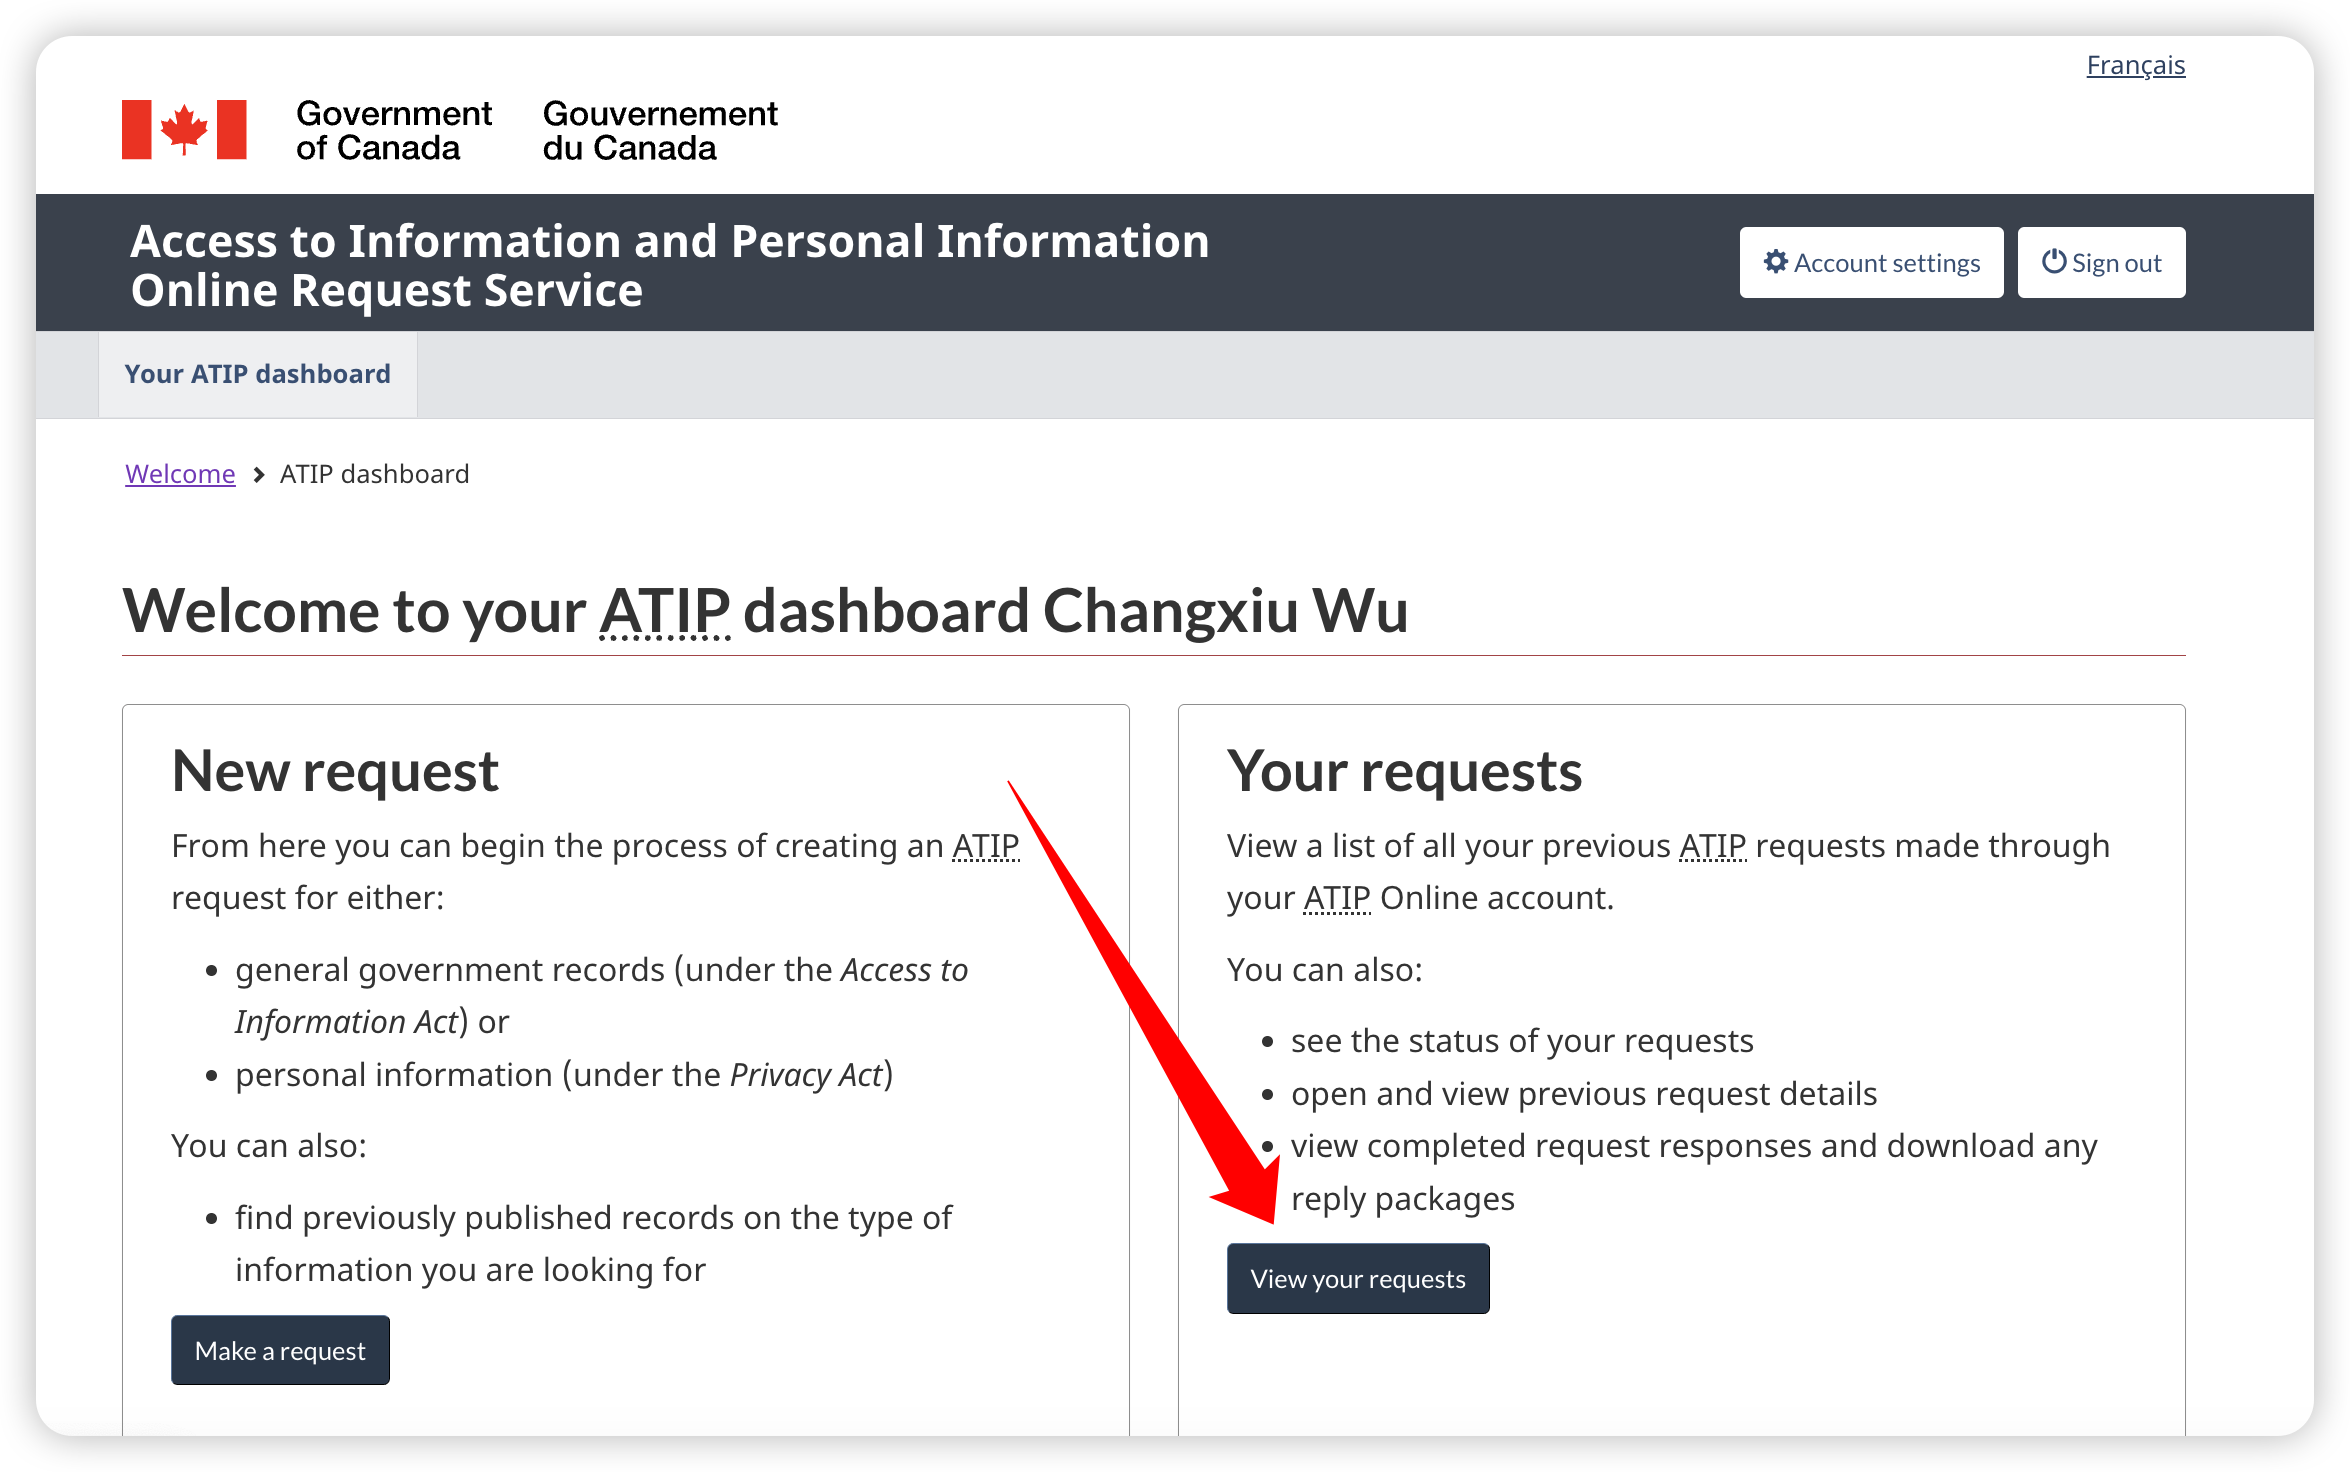 Français
Government
of Canada
Gouvernement
du Canada
Access to Information and Personal Information
Online Request Service
Account settings
Sign out
Your ATIP dashboard
Welcome > ATIP dashboard
Welcome to your ATIP dashboard Changxiu Wu
New request
From here you can begin the process of creating an ATIP
request for either:
• general government records (under the Access to
Information Act) or
• personal information (under the Privacy Act)
You can also:
• find previously published records on the type of
information you are looking for
Make a request
Your requests
View a list of all your previous ATIP requests made through
your ATIP Online account.
You can also:
• see the status of your requests
• open and view previous request details
• view completed request responses and download any
reply packages
View your requests